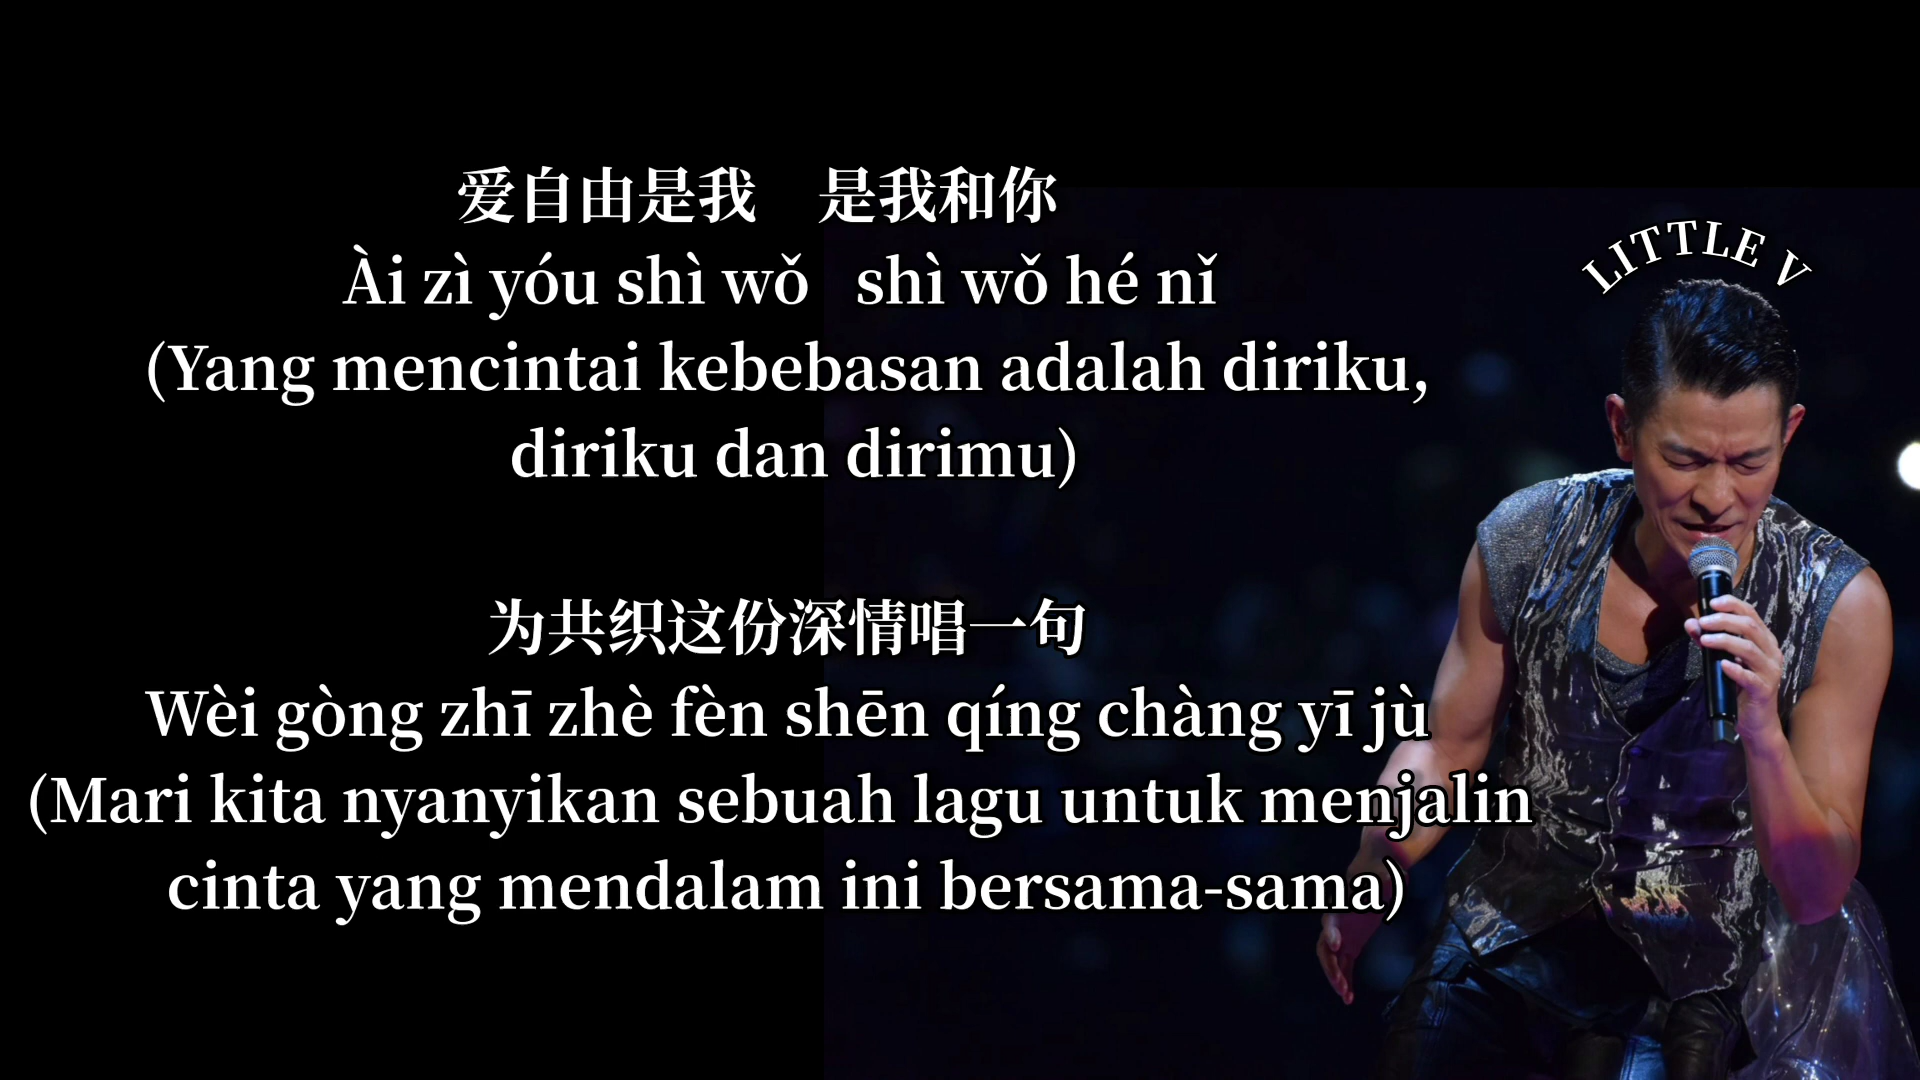 爱自由是我　是我和你
Ài zì yóu shì wǒ   shì wǒ hé nǐ
(Yang mencintai kebebasan adalah diriku,
diriku dan dirimu)
为共织这份深情唱一句
Wèi gòng zhī zhè fèn shēn qíng chàng yī jù
(Mari kita nyanyikan sebuah lagu untuk menjalin
cinta yang mendalam ini bersama-sama)
LITTLE V